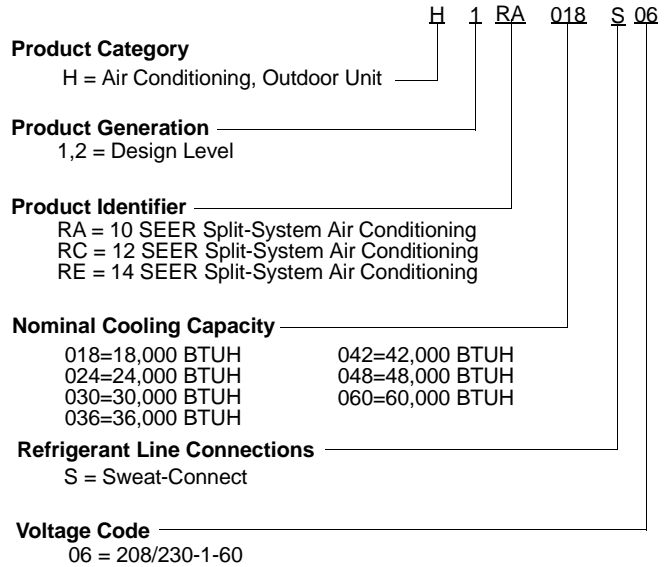 H 1 RA 018 S 06
Product Category
H = Air Conditioning, Outdoor Unit
Product Generation
1,2 = Design Level
Product Identifier
RA = 10 SEER Split-System Air Conditioning
RC = 12 SEER Split-System Air Conditioning
RE = 14 SEER Split-System Air Conditioning
Nominal Cooling Capacity
018=18,000 BTUH 042=42,000 BTUH
024=24,000 BTUH 048=48,000 BTUH
030=30,000 BTUH 060=60,000 BTUH
036=36,000 BTUH
Refrigerant Line Connections
S = Sweat-Connect
Voltage Code
06 = 208/230-1-60